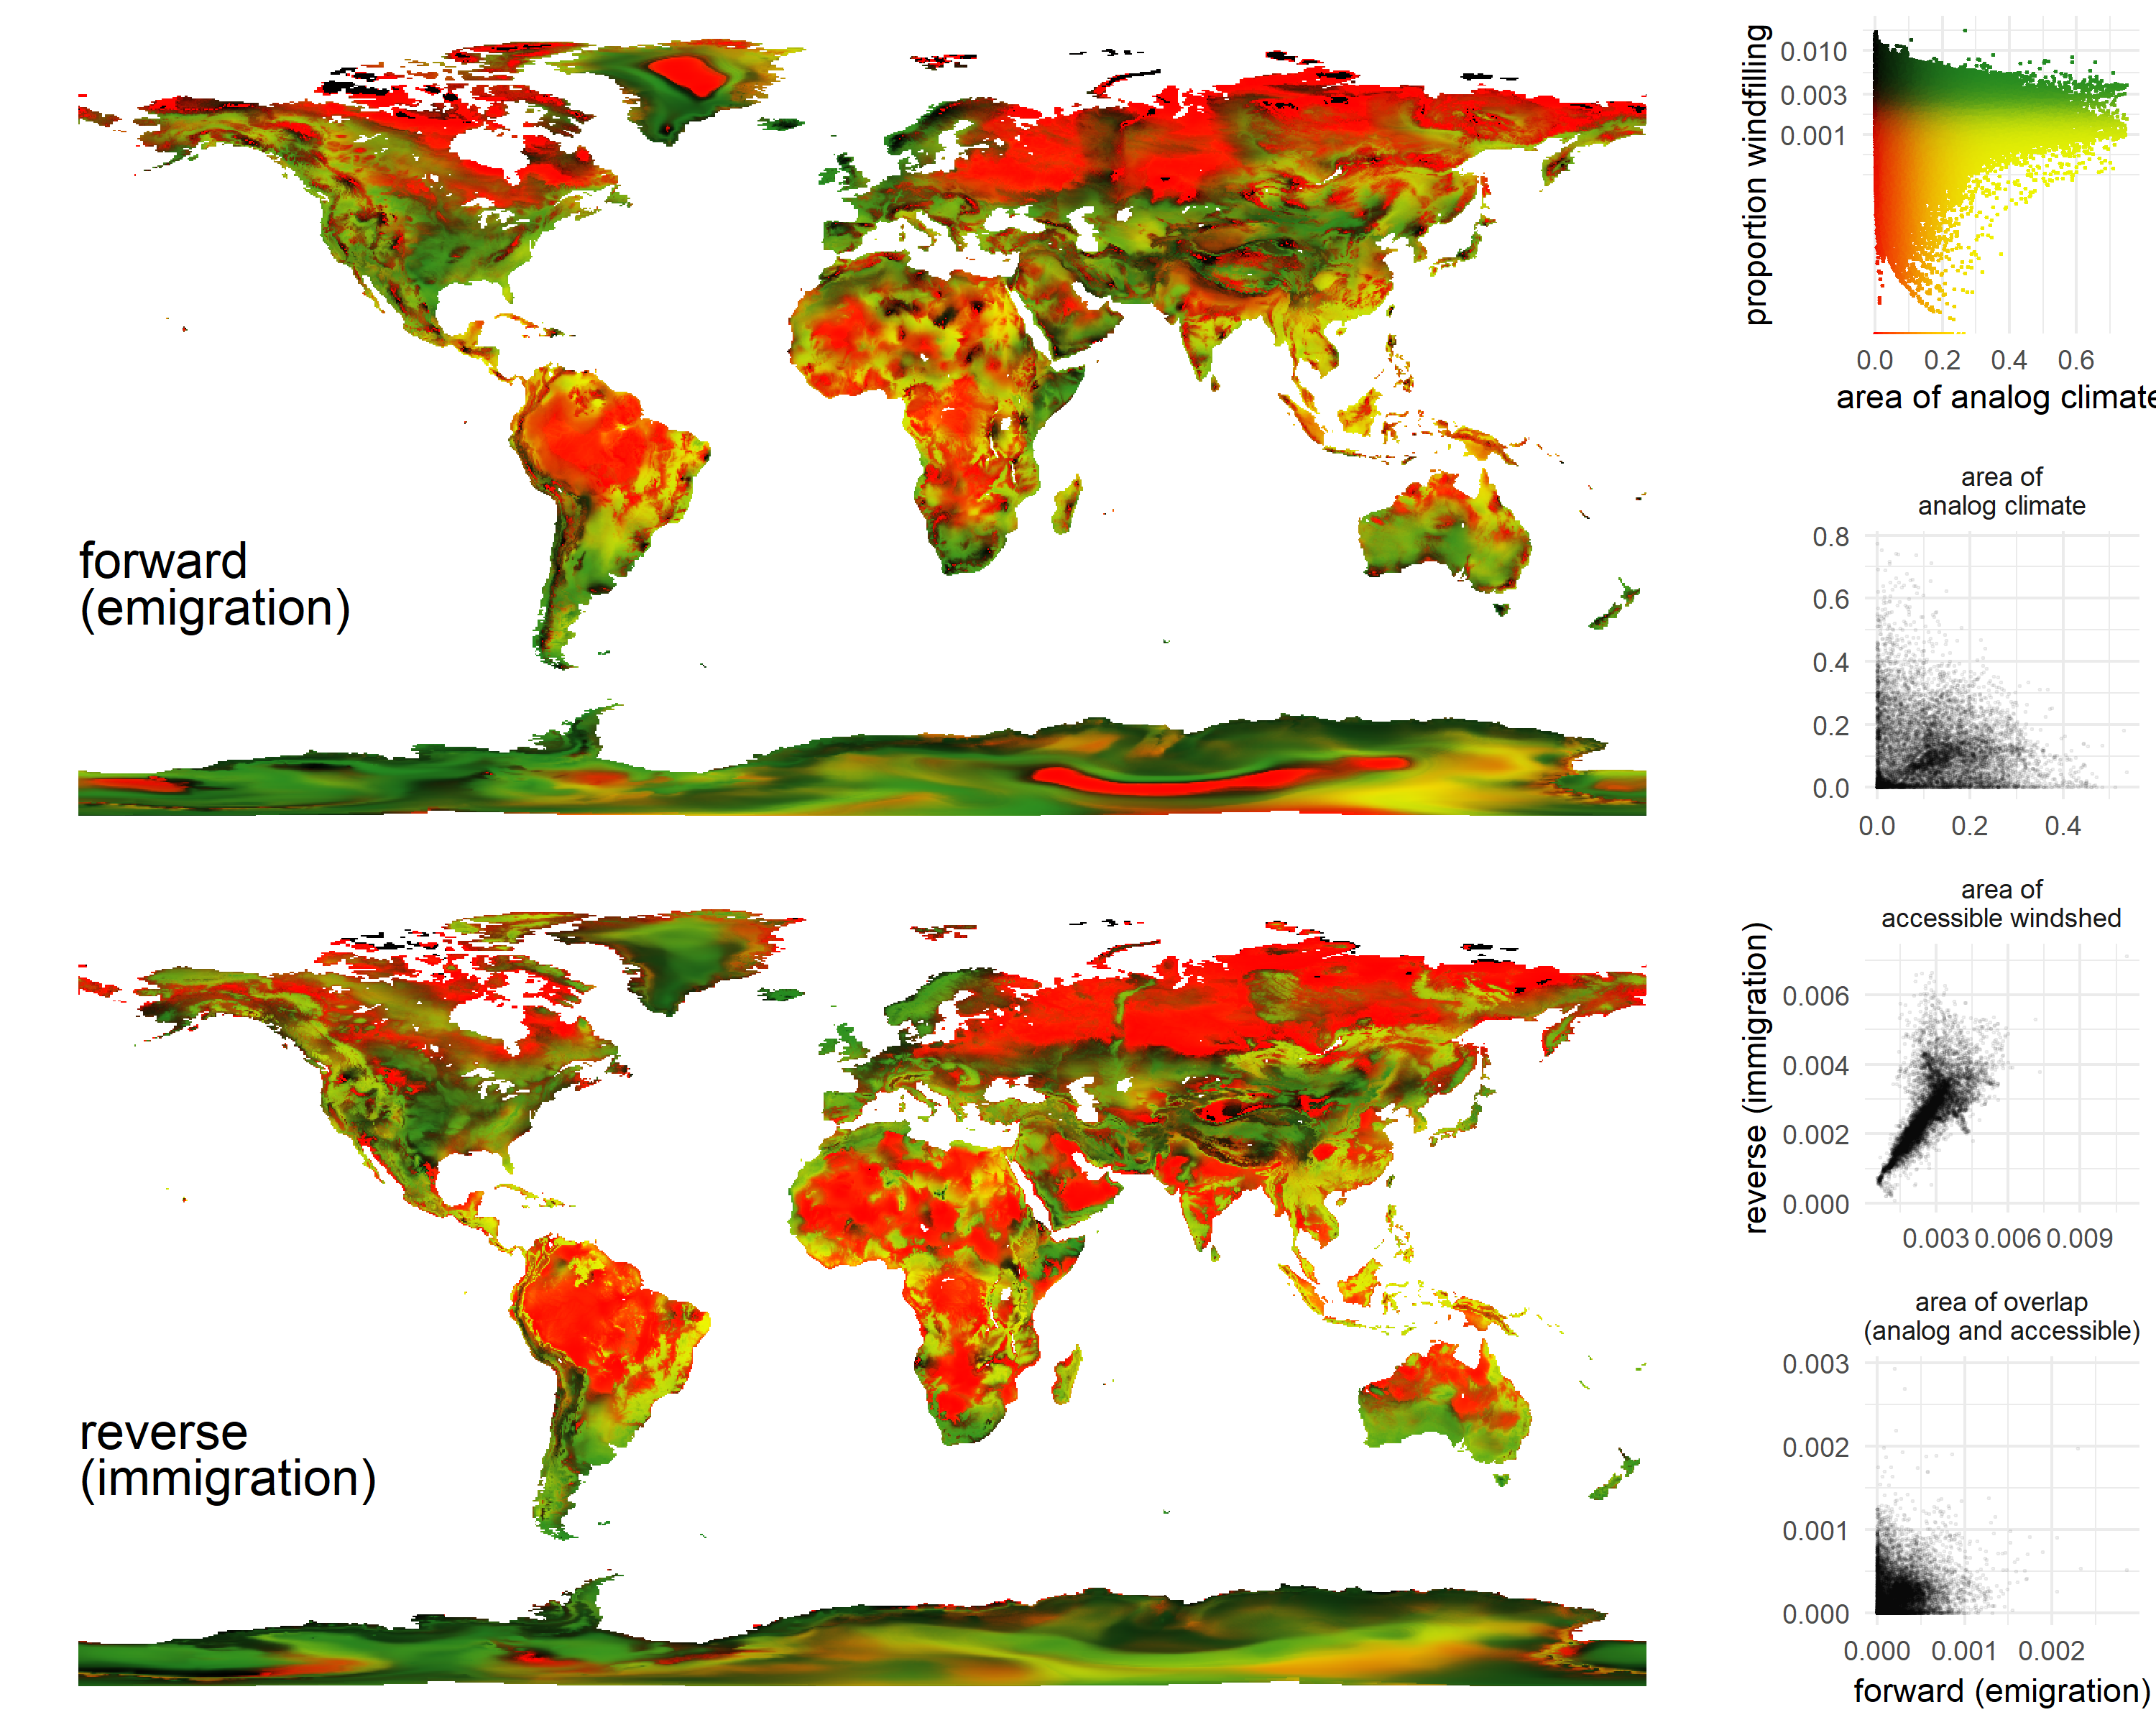 forward
(emigration)
reverse
(immigration)
proportion windfilling
0.010
0.003
0.001
0.0 0.2 0.4 0.6
area of analog climate
area of
analog climate
0.8
0.6
0.4
0.2
0.0
0.0 0.2 0.4
area of
accessible windshed
reverse (immigration)
0.006
0.004
0.002
0.000
0.003 0.006 0.009
area of overlap
(analog and accessible)
0.003
0.002
0.001
0.000
0.000 0.001 0.002
forward (emigration)